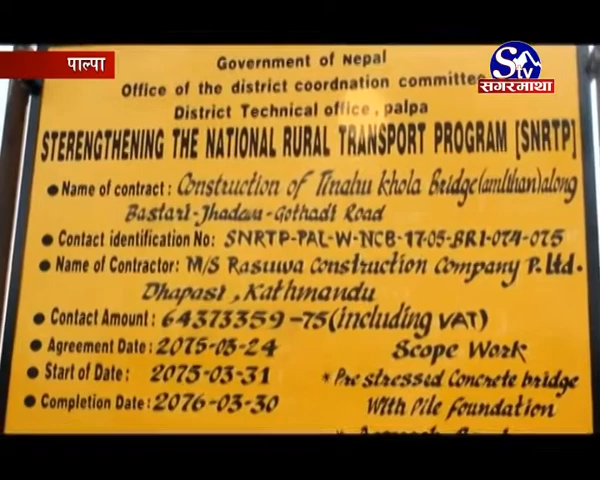 पाल्पा
S tv
सगरमाथा
Government of Nepal
Office of the district coordnation committee
District Technical office, palpa
STERENGTHENING THE NATIONAL RURAL TRANSPORT PROGRAM [SNRTP]
● Name of contract : Construction of Tinahu khola Bridge(amlthan)along
Bastari-Jhadewa-Gothadi Road
● Contact identification No: SNRTP-PAL-W-NCB-17-05-BR1-074-075
● Name of Contractor: M/S Rasuwa Construction Company P.Ltd.
Dhapasi, Kathmandu
● Contact Amount : 64373359-75(including VAT)
● Agreement Date : 2075-03-24
Scope Work
● Start of Date : 2075-03-31
* Pre stressed Concrete bridge
● Completion Date : 2076-03-30
With Pile foundation